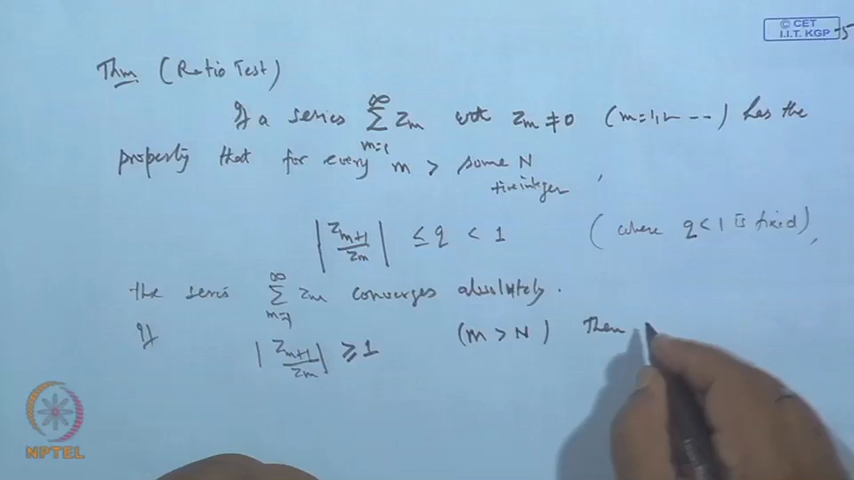 © CET
I.I.T. KGP
Thm (Ratio Test)
If a series ∑_{m=1}^{∞} z_m with z_m ≠ 0 (m=1,2 ---) has the
property that for every m > some N
+ive integer ,
|z_{m+1}/z_m| ≤ q < 1 (where q < 1 is fixed),
the series ∑_{m=1}^{∞} z_m converges absolutely.
If |z_{m+1}/z_m| ≥ 1 (m > N) Then
NPTEL